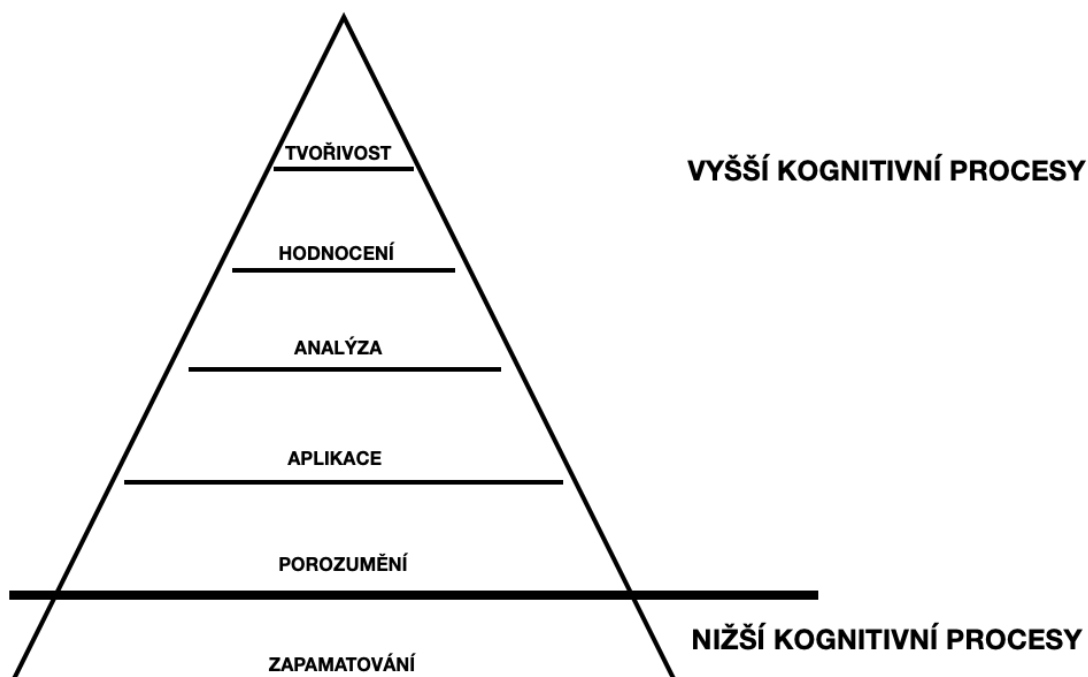 TVOŘIVOST
VYŠŠÍ KOGNITIVNÍ PROCESY
HODNOCENÍ
ANALÝZA
APLIKACE
POROZUMĚNÍ
NIŽŠÍ KOGNITIVNÍ PROCESY
ZAPAMATOVÁNÍ